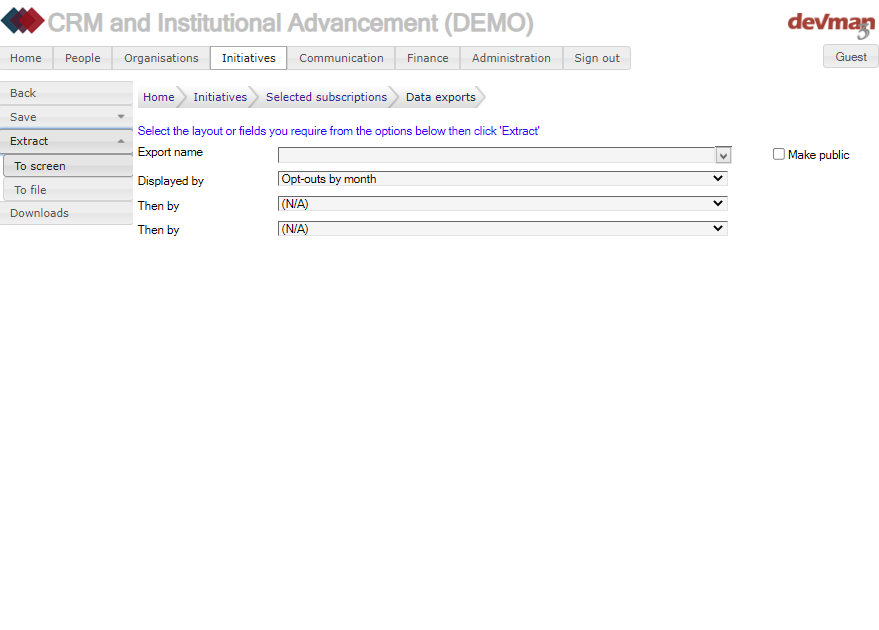 CRM and Institutional Advancement (DEMO)
devman
5
Home People Organisations Initiatives Communication Finance Administration Sign out
Guest
Back
Save
Extract
To screen
To file
Downloads
Home Initiatives Selected subscriptions Data exports
Select the layout or fields you require from the options below then click 'Extract'
Export name
Make public
Displayed by Opt-outs by month
Then by (N/A)
Then by (N/A)